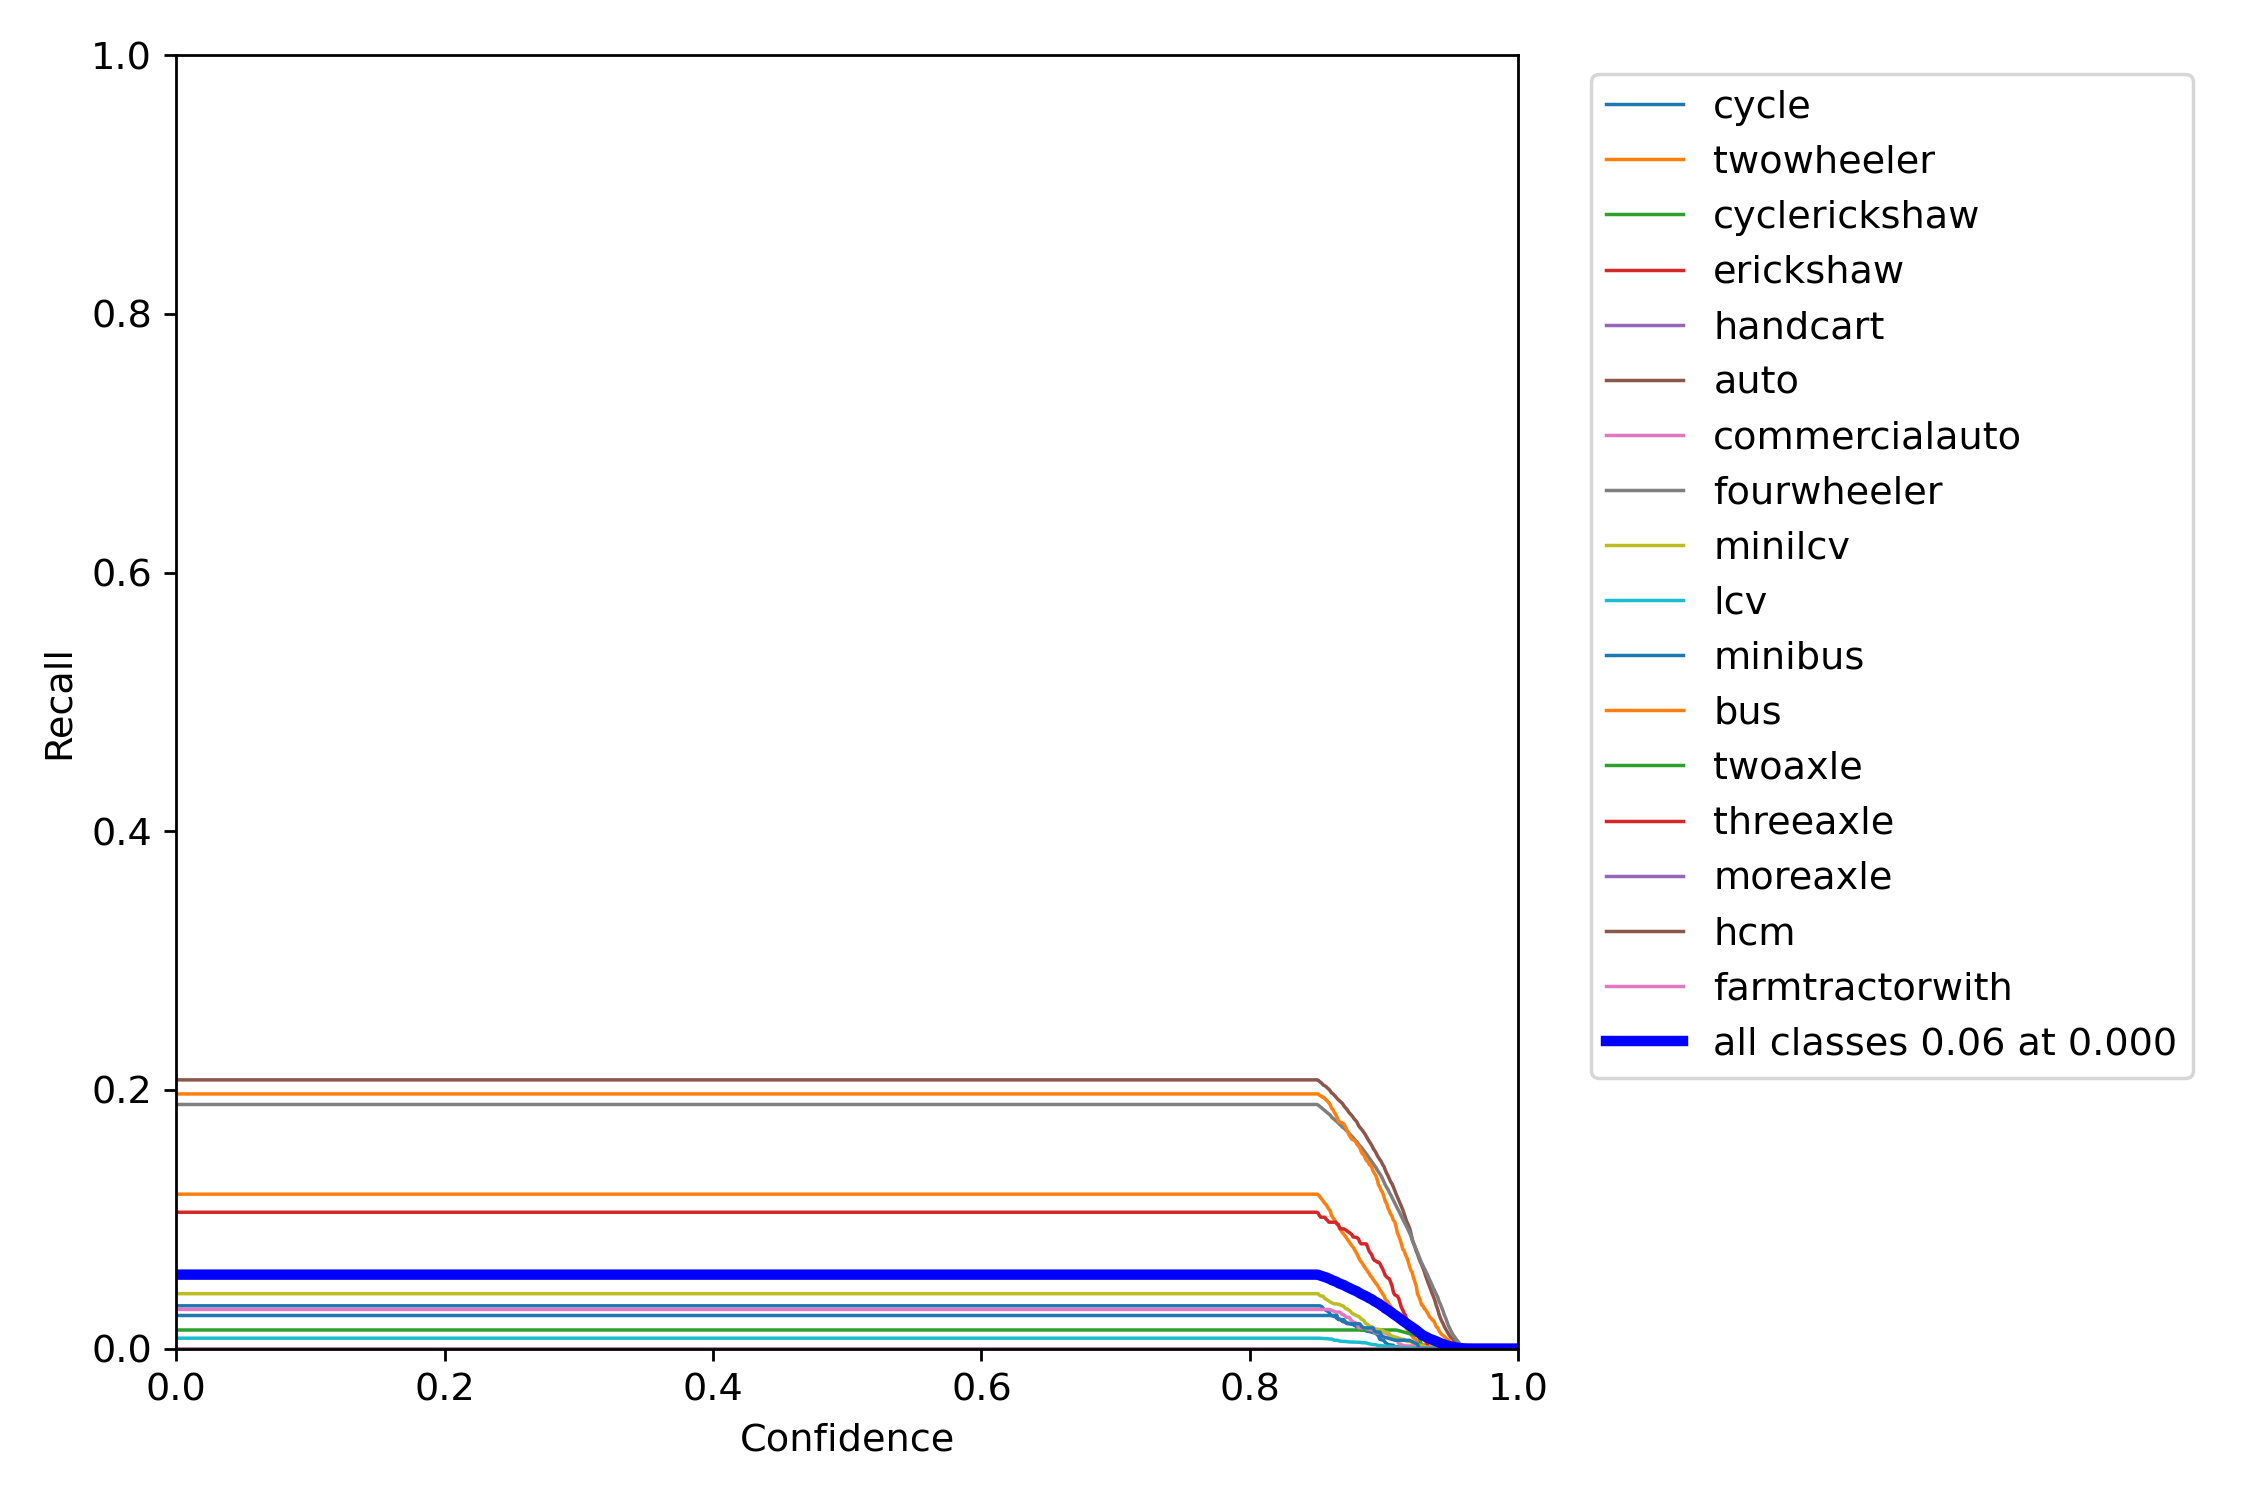 1.0
0.8
0.6
0.4
0.2
0.0
Recall
0.0 0.2 0.4 0.6 0.8 1.0
Confidence
cycle
twowheeler
cyclerickshaw
erickshaw
handcart
auto
commercialauto
fourwheeler
minilcv
lcv
minibus
bus
twoaxle
threeaxle
moreaxle
hcm
farmtractorwith
all classes 0.06 at 0.000